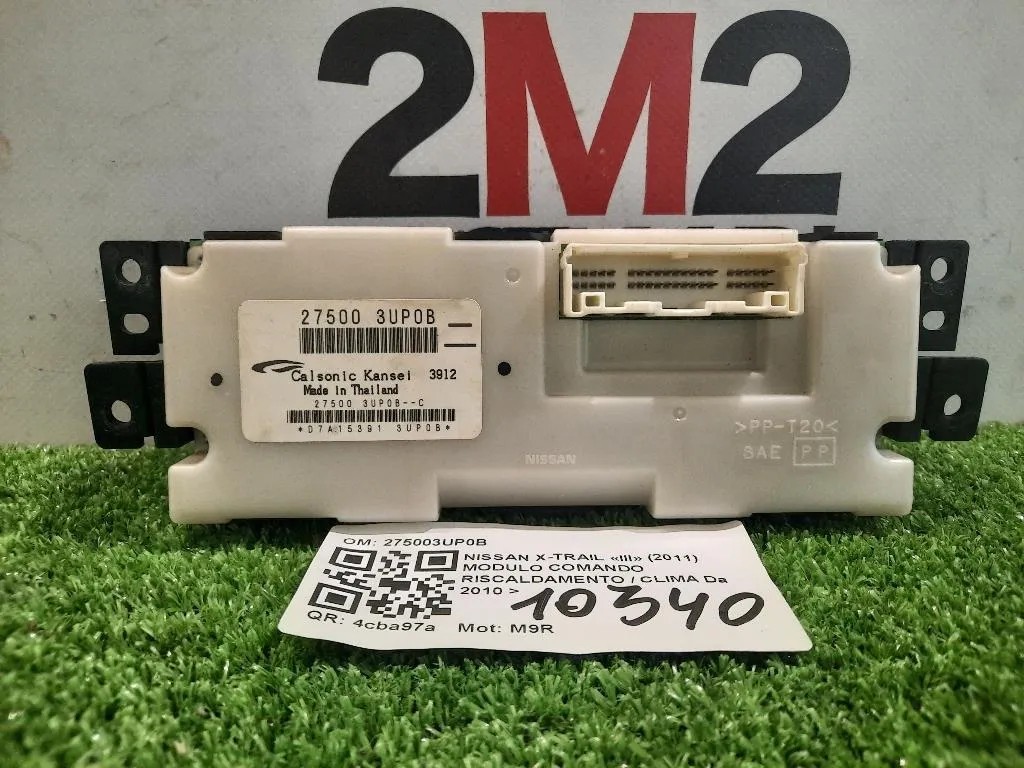 2M2
27500 3UP0B
Calsonic Kansei 3912
Made in Thailand
27500 3UP0B--C
*D7A15391 3UP0B*
>PP-T20<
SAE PP
NISSAN
OM: 275003UP0B
NISSAN X-TRAIL «III» (2011)
MODULO COMANDO
RISCALDAMENTO / CLIMA Da
2010 >
10340
QR: 4cba97a Mot: M9R